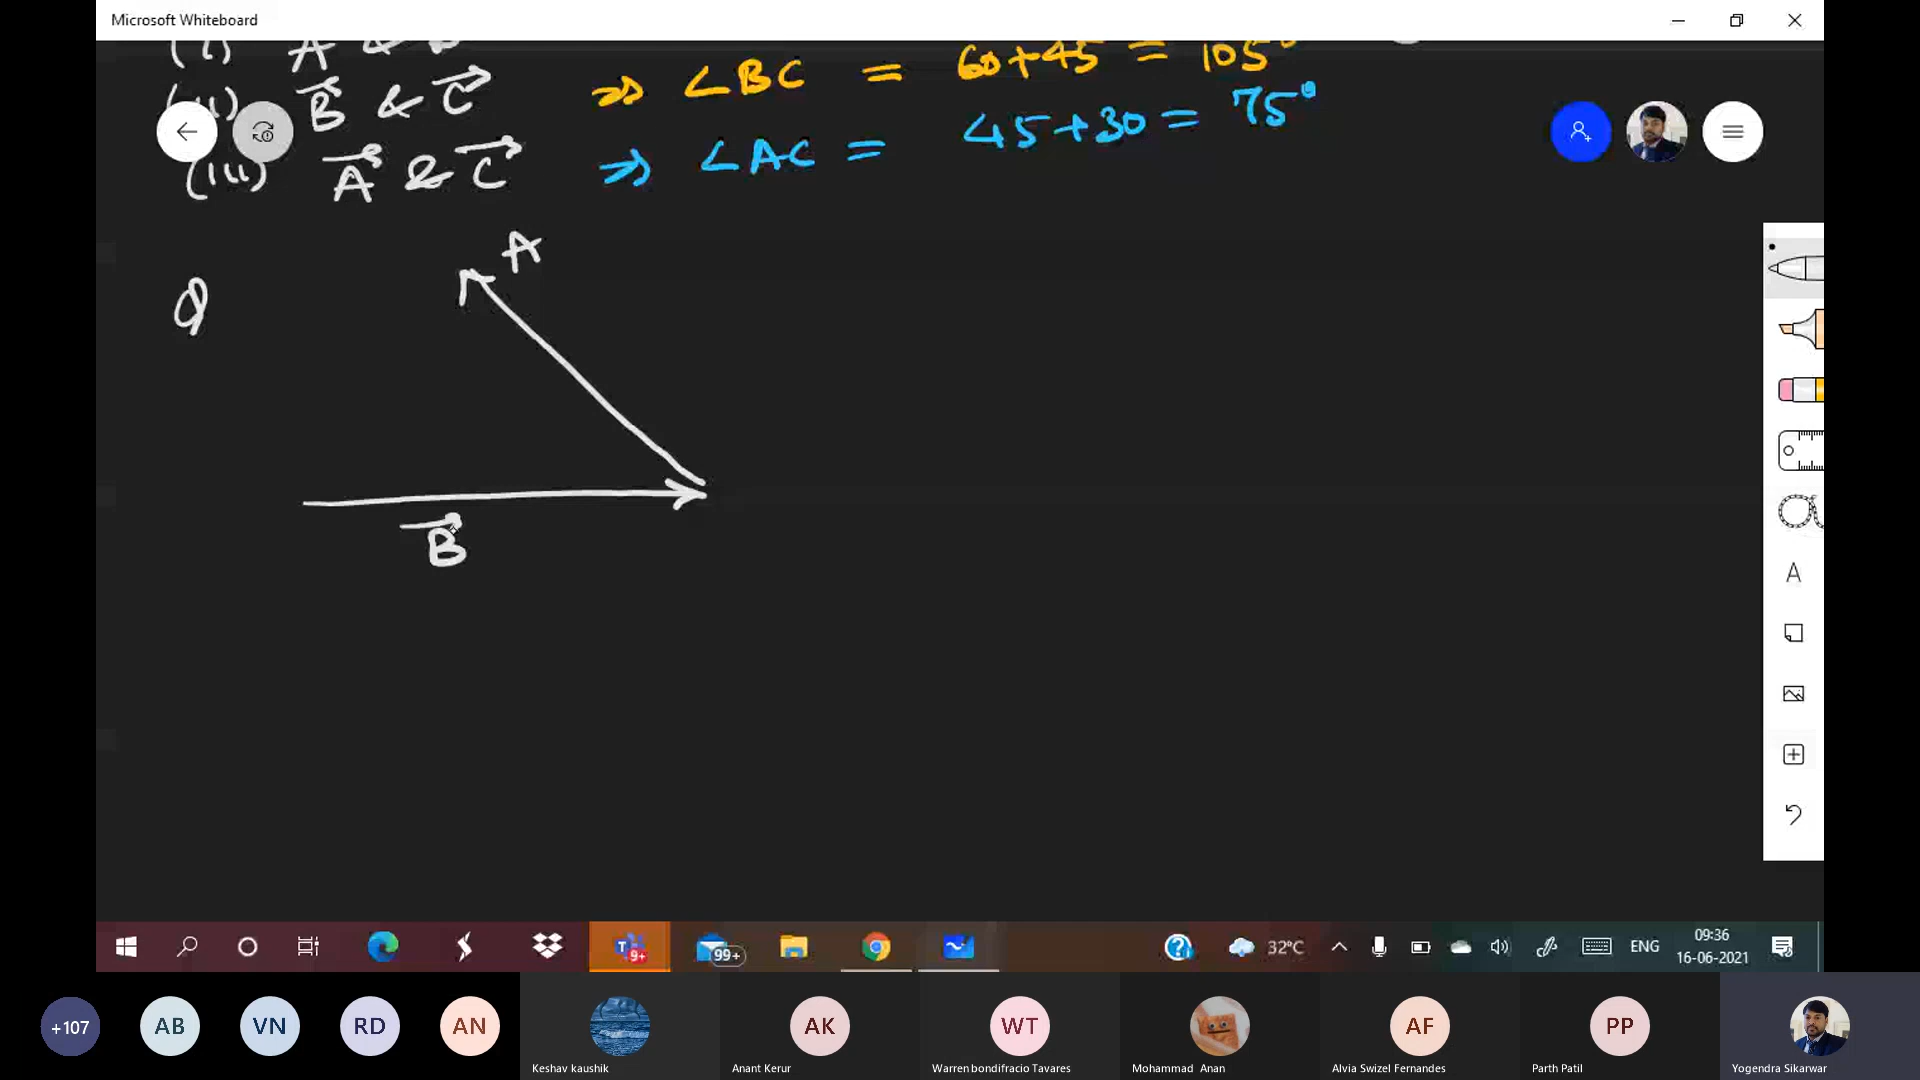 Microsoft Whiteboard
(i) A & B
(ii) B & C ⇒ ∠BC = 60+45 = 105°
(iii) A & C ⇒ ∠AC = 45+30 = 75°
Q
A
B
A
T 9+
99+
32°C
ENG
09:36
16-06-2021
+107 AB VN RD AN AK WT AF PP
Keshav kaushik Anant Kerur Warren bondifracio Tavares Mohammad Anan Alvia Swizel Fernandes Parth Patil Yogendra Sikarwar